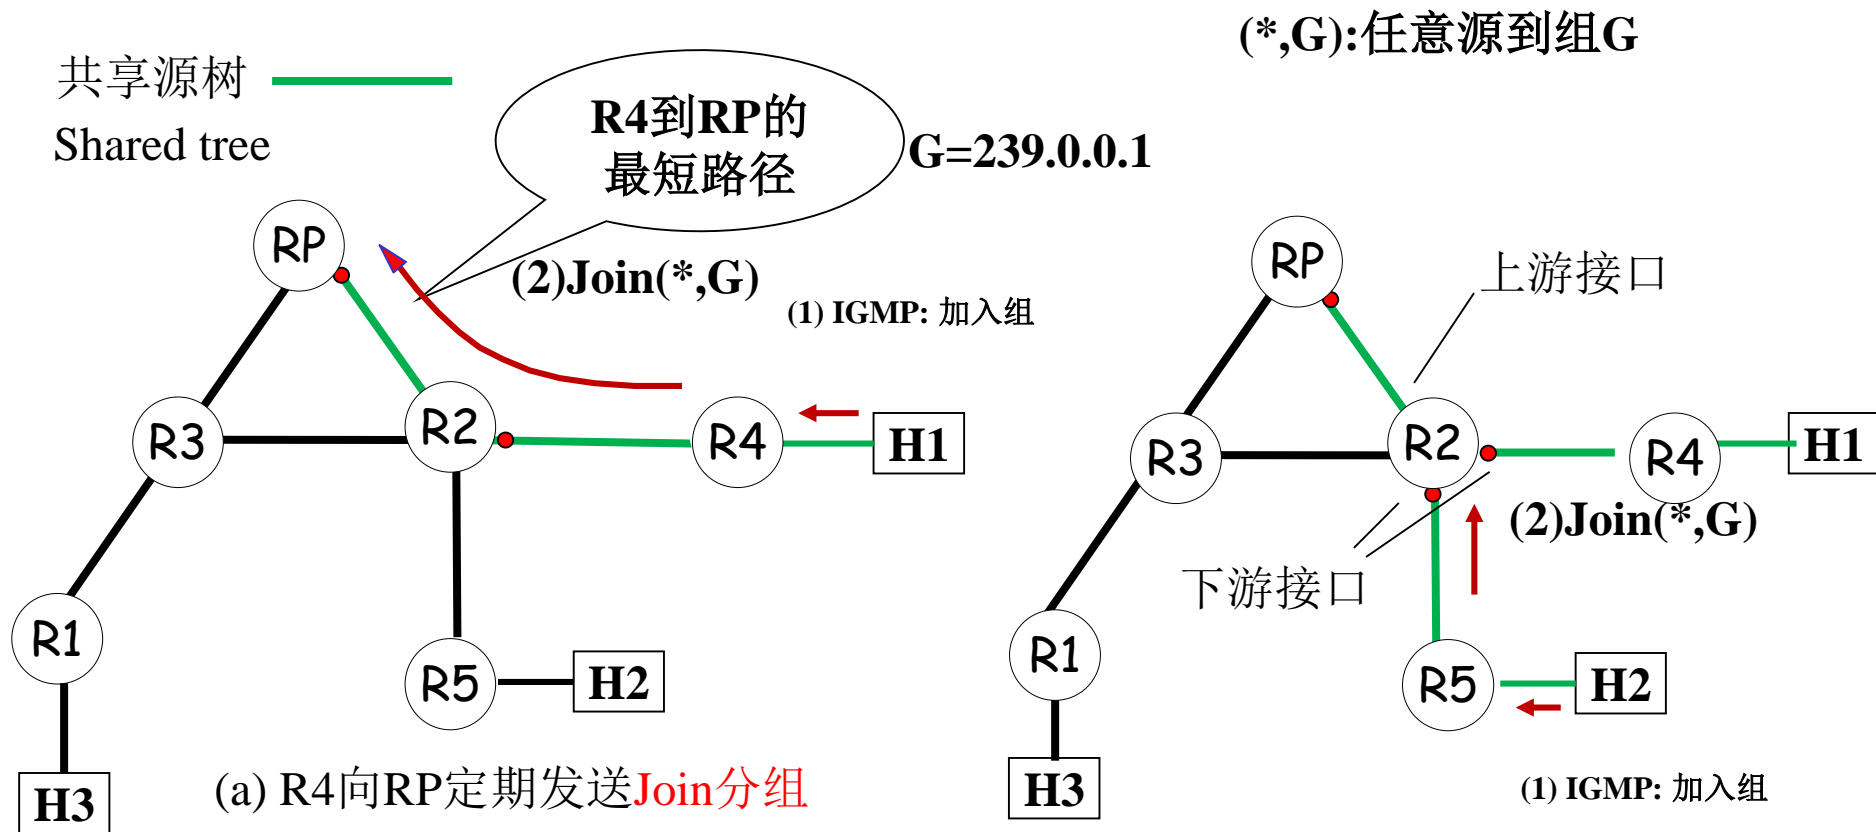 (*,G):任意源到组G
共享源树
Shared tree
R4到RP的
最短路径
G=239.0.0.1
RP
(2)Join(*,G)
(1) IGMP: 加入组
R3
R2
R4
H1
R1
R5
H2
H3
(a) R4向RP定期发送Join分组
RP
上游接口
R3
R2
R4
H1
(2)Join(*,G)
下游接口
R1
R5
H2
H3
(1) IGMP: 加入组